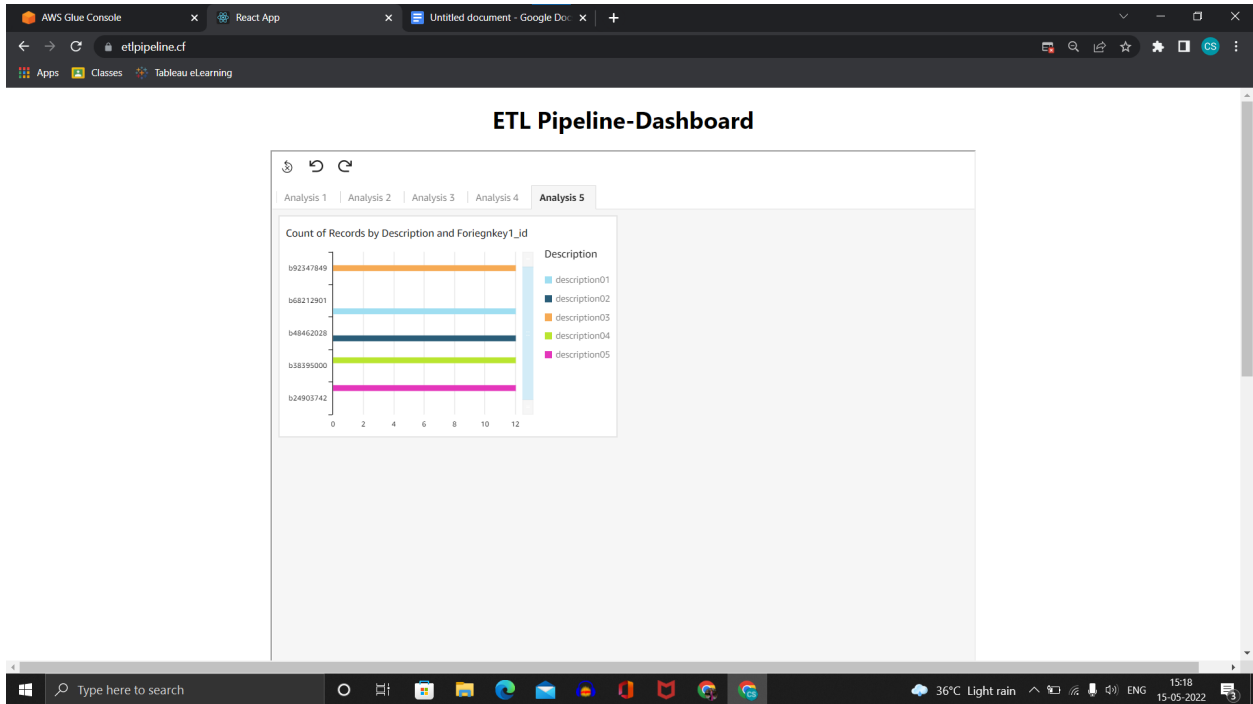 AWS Glue Console
React App
Untitled document - Google Doc
etlpipeline.cf
CS
Apps
Classes
Tableau eLearning
ETL Pipeline-Dashboard
Analysis 1
Analysis 2
Analysis 3
Analysis 4
Analysis 5
Count of Records by Description and Foriegnkey1_id
b92347849
b68212901
b48462028
b38395000
b24903742
0 2 4 6 8 10 12
Description
description01
description02
description03
description04
description05
Type here to search
CS
36°C Light rain
ENG
15:18
15-05-2022
3